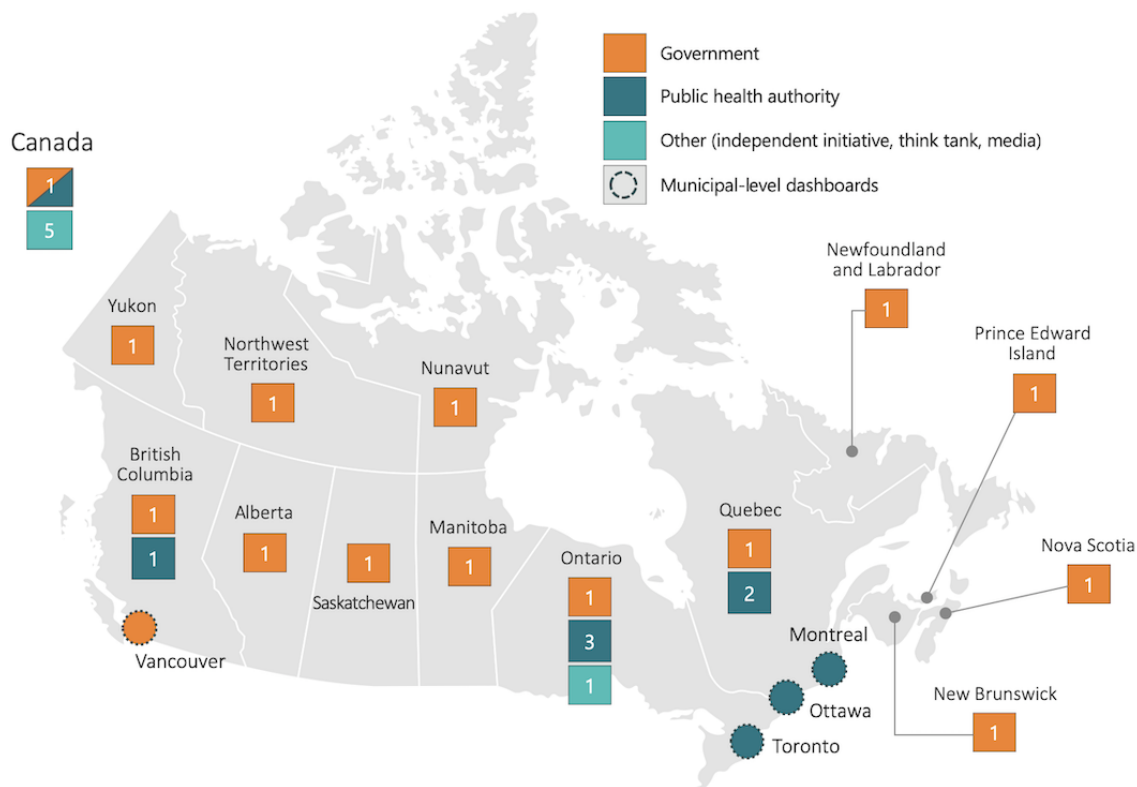 Government
Public health authority
Other (independent initiative, think tank, media)
Municipal-level dashboards
Canada
1
5
Yukon
1
Northwest
Territories
1
Nunavut
1
British
Columbia
1
1
Alberta
1
1
Saskatchewan
Manitoba
1
Ontario
1
3
1
Quebec
1
2
Newfoundland
and Labrador
1
Prince Edward
Island
1
Nova Scotia
1
New Brunswick
1
Vancouver
Montreal
Ottawa
Toronto